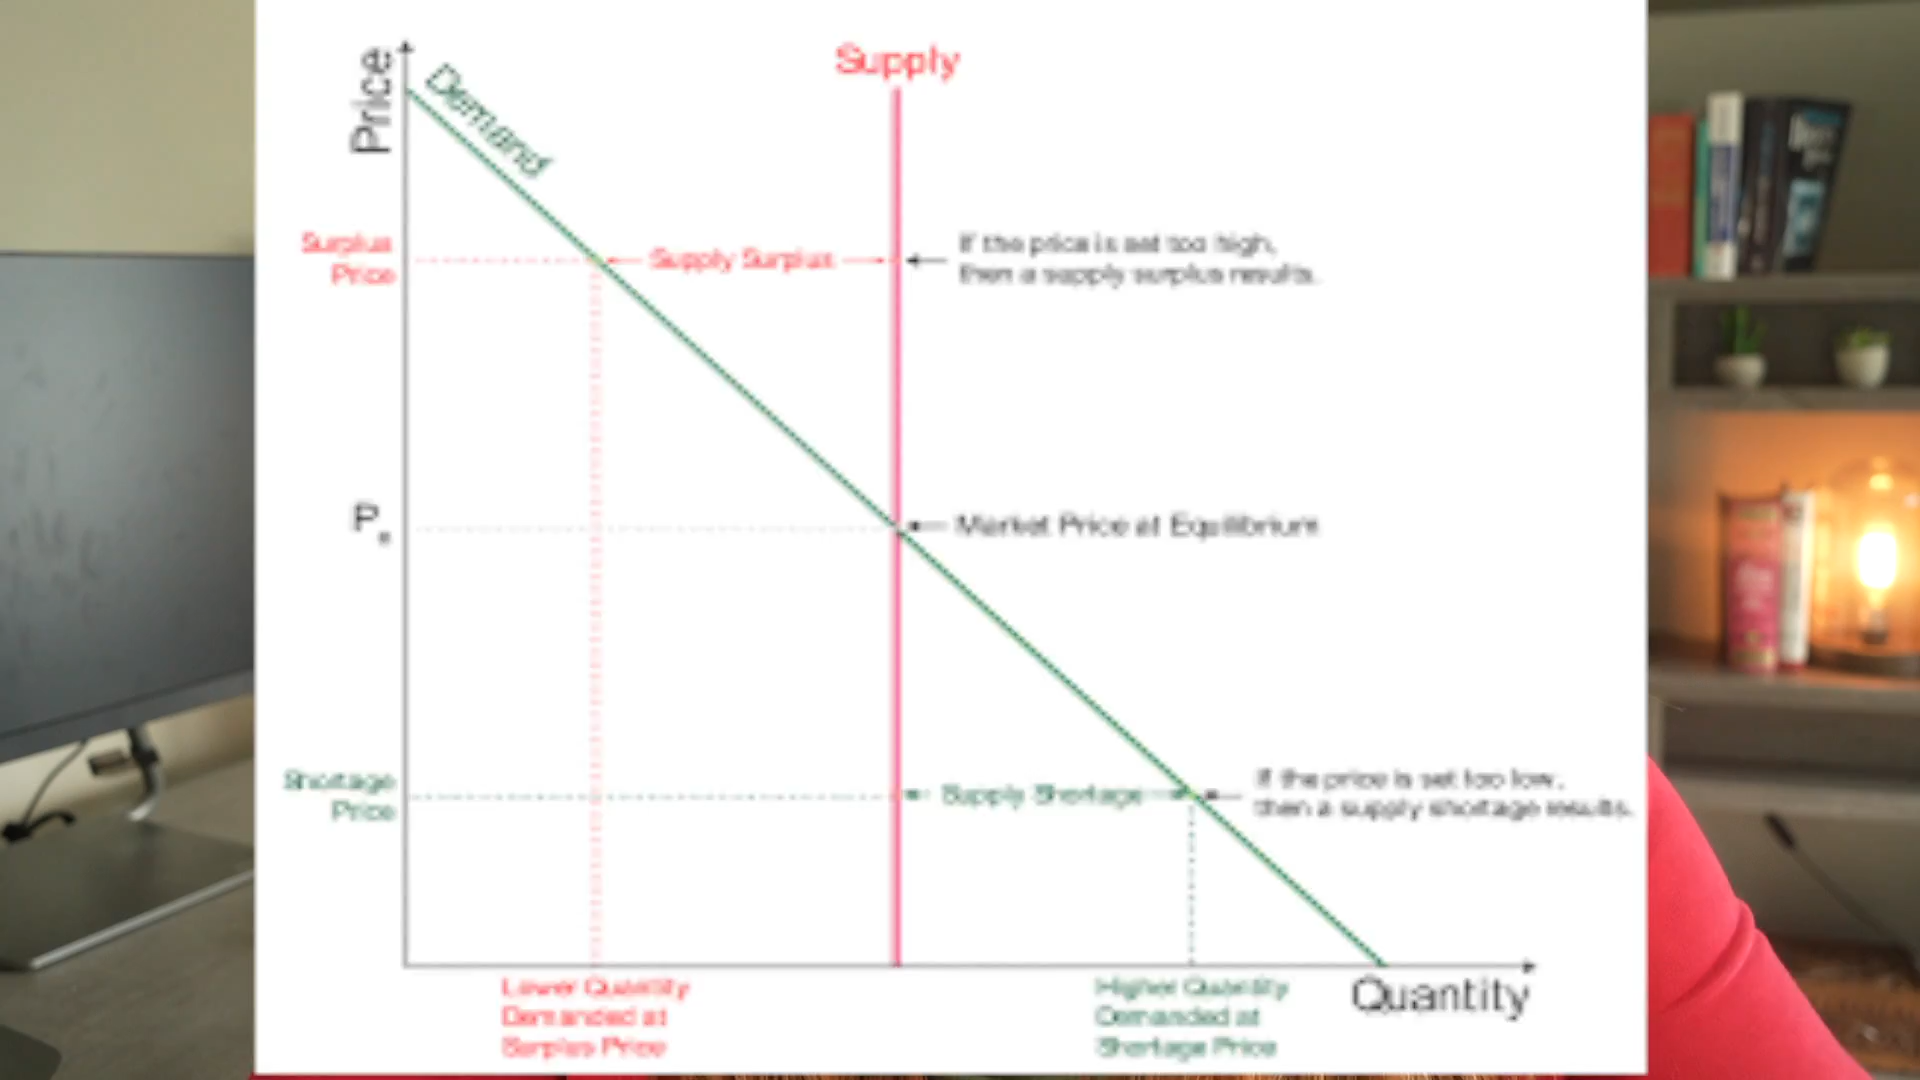 Price
Demand
Supply
Surplus
Price
Supply Surplus
If the price is set too high,
then a supply surplus results.
P
e
Market Price at Equilibrium
Shortage
Price
Supply Shortage
If the price is set too low,
then a supply shortage results.
Lower Quantity
Demanded at
Surplus Price
Higher Quantity
Demanded at
Shortage Price
Quantity